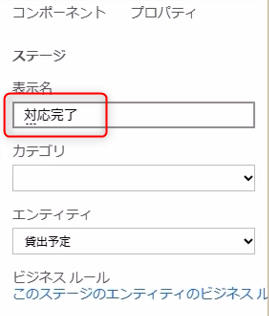 コンポーネント　プロパティ
ステージ
表示名
対応完了
カテゴリ
エンティティ
貸出予定
ビジネス ルール
このステージのエンティティのビジネス ル